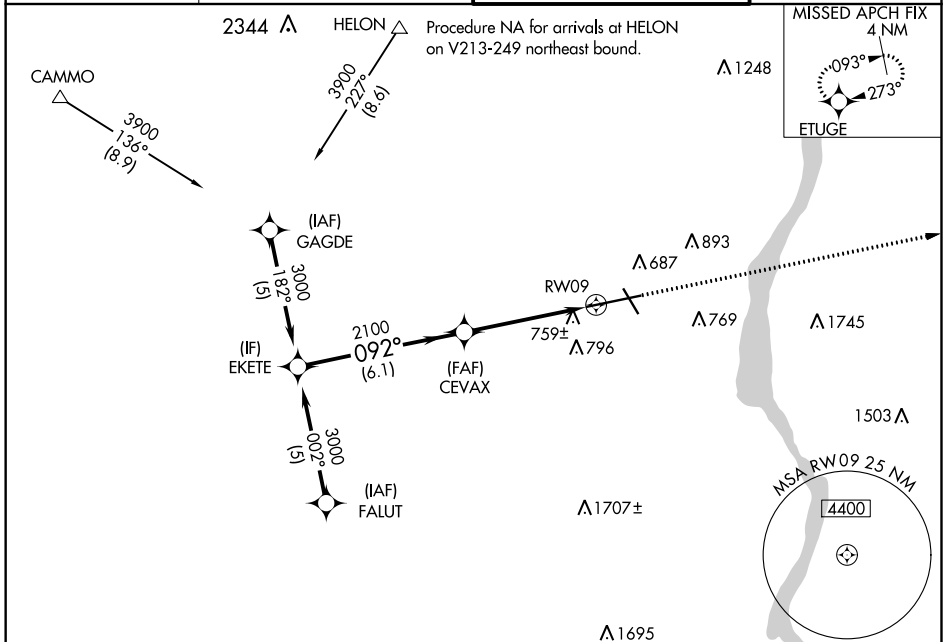 2344
HELON
Procedure NA for arrivals at HELON
on V213-249 northeast bound.
MISSED APCH FIX
4 NM
093°
273°
ETUGE
1248
CAMMO
3900
136°
(8.9)
3900
227°
(8.6)
(IAF)
GAGDE
3000
182°
(5)
893
687
RW09
759±
796
769
1745
2100
092°
(6.1)
(IF)
EKETE
(FAF)
CEVAX
1503
3000
002°
(5)
(IAF)
FALUT
1707±
MSA RW09 25 NM
4400
1695